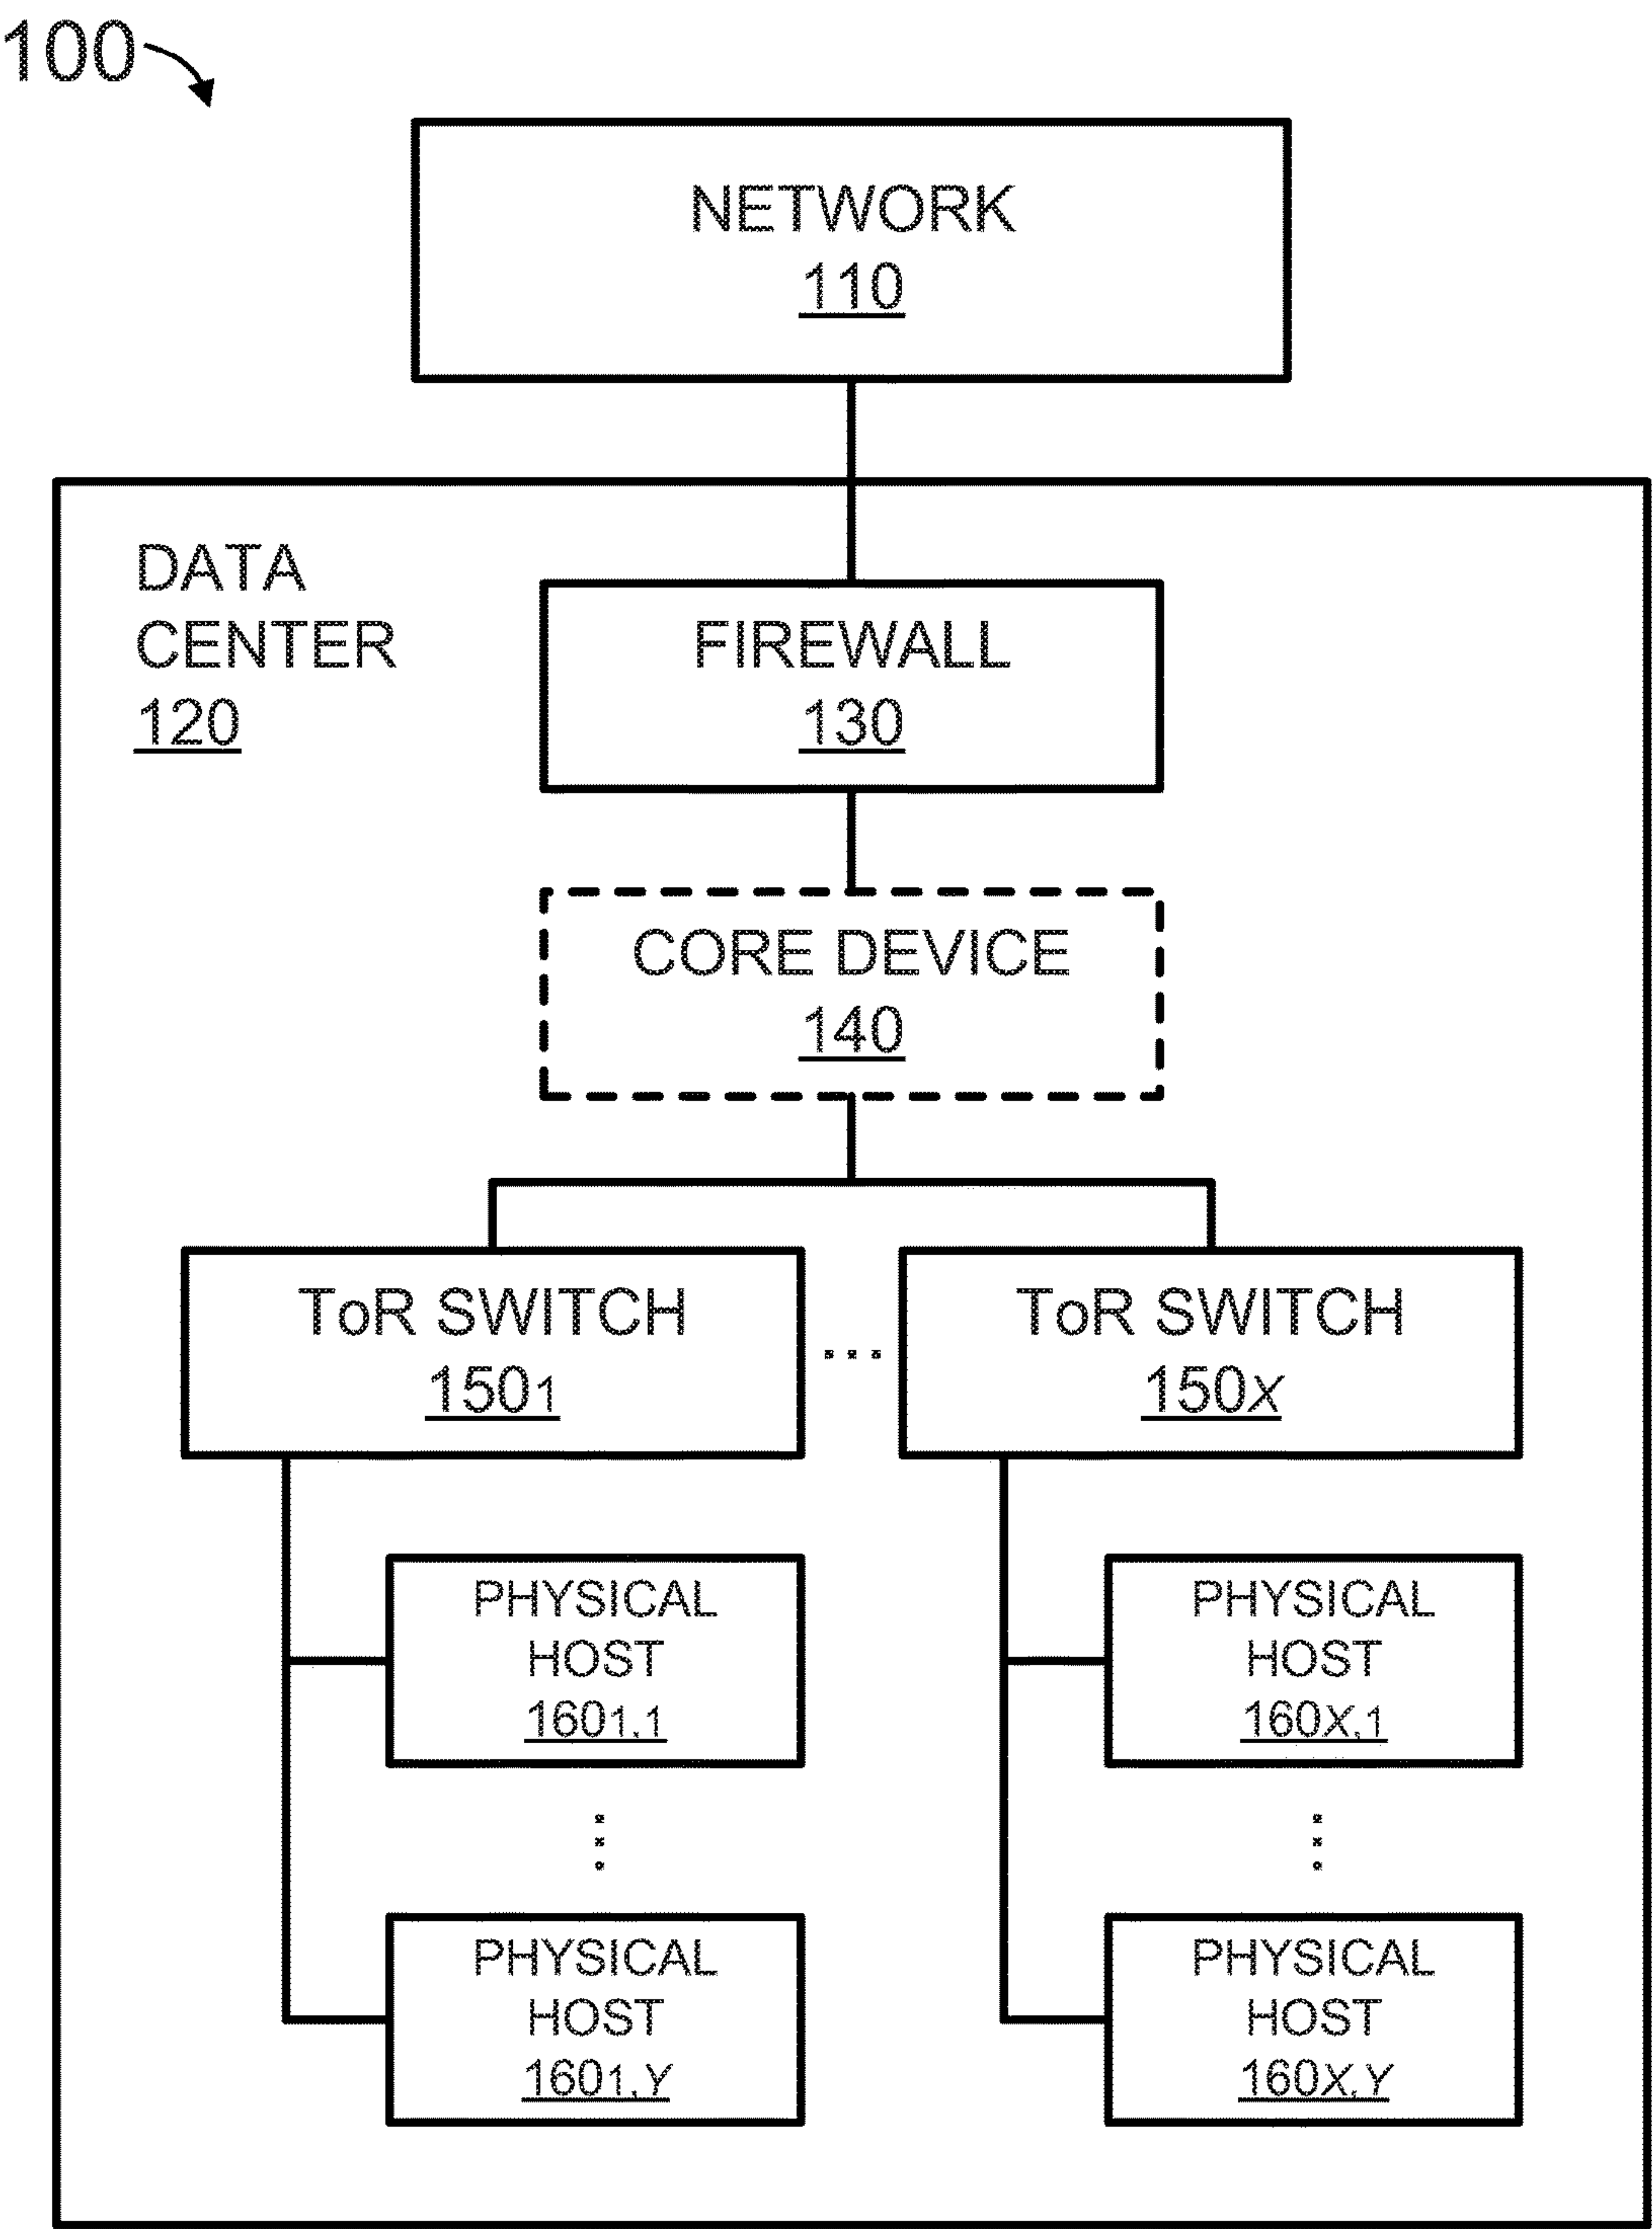 100
NETWORK
110
DATA
CENTER
120
FIREWALL
130
CORE DEVICE
140
ToR SWITCH
1501
...
ToR SWITCH
150X
PHYSICAL
HOST
1601,1
PHYSICAL
HOST
160X,1
PHYSICAL
HOST
1601,Y
PHYSICAL
HOST
160X,Y